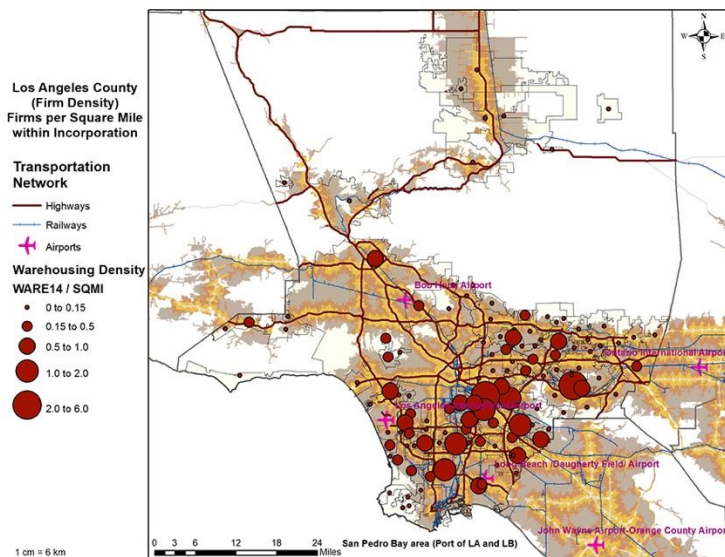 Los Angeles County
(Firm Density)
Firms per Square Mile
within Incorporation
Transportation
Network
Highways
Railways
Airports
Warehousing Density
WARE14 / SQMI
0 to 0.15
0.15 to 0.5
0.5 to 1.0
1.0 to 2.0
2.0 to 6.0
1 cm = 6 km
N
W E
S
Bob Hope Airport
Ontario International Airport
Los Angeles International Airport
Long Beach /Daugherty Field/ Airport
John Wayne Airport-Orange County Airport
San Pedro Bay area (Port of LA and LB)
0 3 6 12 18 24
Miles